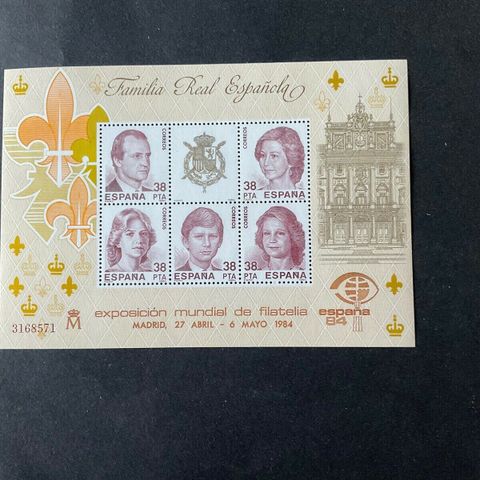 Familia Real Española
CORREOS
38
PTA
ESPAÑA
CORREOS
38
PTA
ESPAÑA
CORREOS
38
PTA
ESPAÑA
CORREOS
38
PTA
ESPAÑA
CORREOS
38
PTA
ESPAÑA
exposición mundial de filatelia
MADRID, 27 ABRIL - 6 MAYO 1984
españa
84
3168571
M